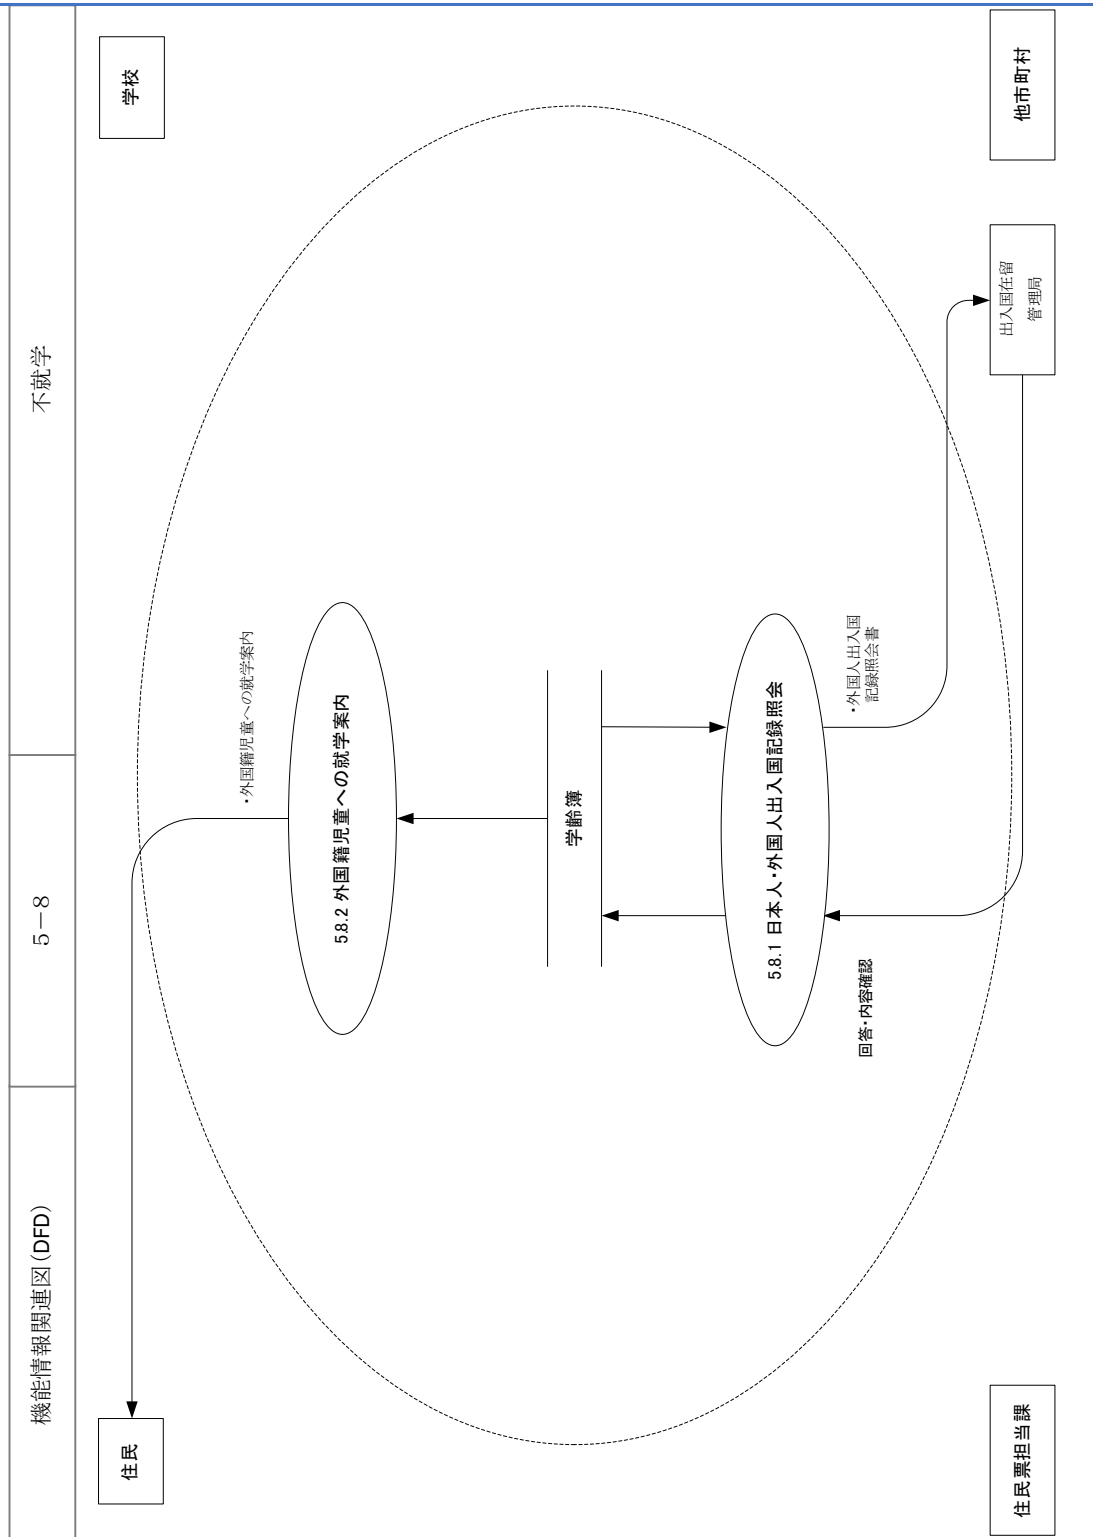 機能情報関連図(DFD)
5－8
不就学
住民
学校
・外国籍児童への就学案内
5.8.2 外国籍児童への就学案内
学齢簿
5.8.1 日本人・外国人出入国記録照会
・外国人出入国
記録照会書
回答・内容確認
出入国在留
管理局
住民票担当課
他市町村